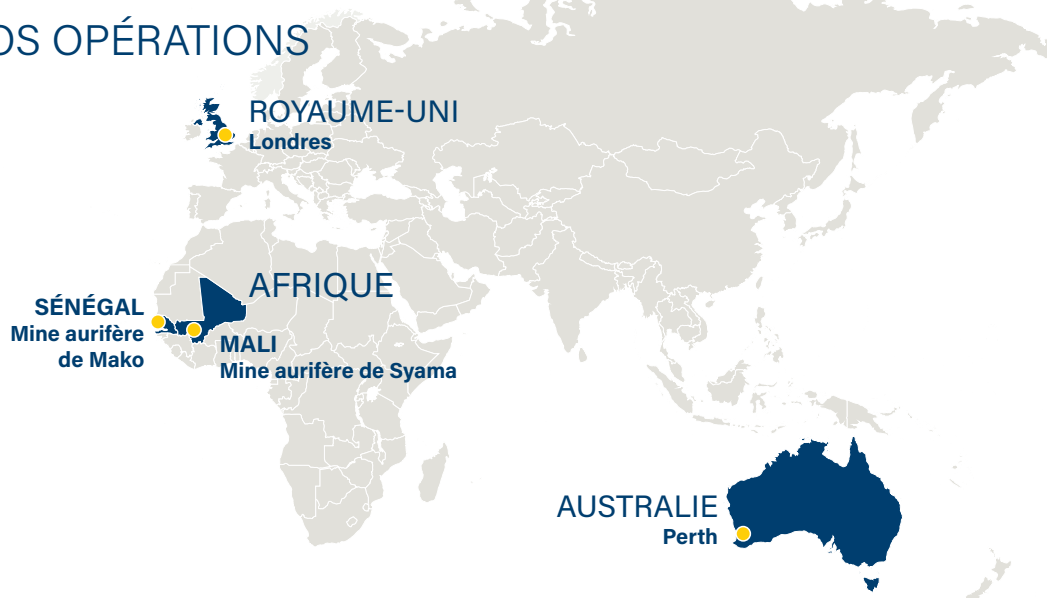 OS OPÉRATIONS
ROYAUME-UNI
Londres
AFRIQUE
SÉNÉGAL
Mine aurifère
de Mako
MALI
Mine aurifère de Syama
AUSTRALIE
Perth